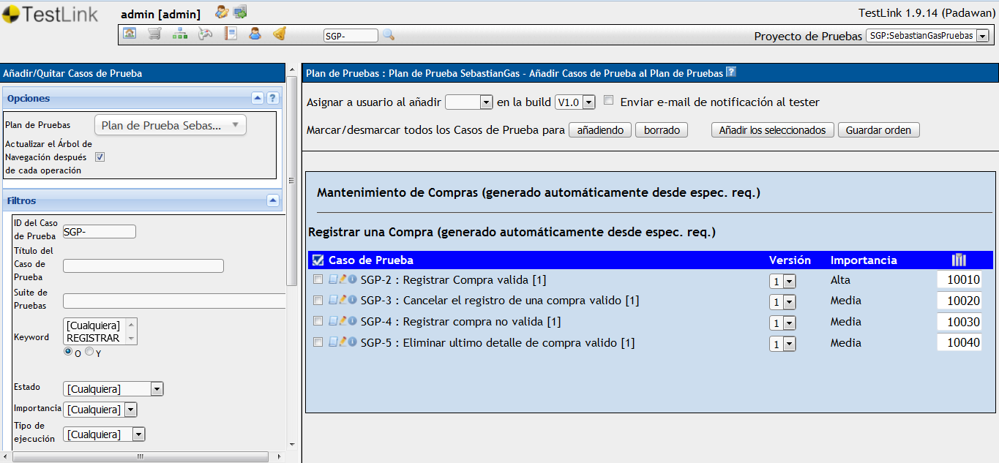 TestLink
admin [admin]
TestLink 1.9.14 (Padawan)
SGP-
Proyecto de Pruebas SGP:SebastianGasPruebas
Añadir/Quitar Casos de Prueba
Opciones
?
Plan de Pruebas
Plan de Prueba Sebas...
Actualizar el Árbol de
Navegación después
de cada operación
Filtros
ID del Caso
de Prueba
SGP-
Título del
Caso de
Prueba
Suite de
Pruebas
Keyword
[Cualquiera]
REGISTRAR
O Y
Estado
[Cualquiera]
Importancia
[Cualquiera]
Tipo de
ejecución
[Cualquiera]
Plan de Pruebas : Plan de Prueba SebastianGas - Añadir Casos de Prueba al Plan de Pruebas ?
Asignar a usuario al añadir en la build V1.0 Enviar e-mail de notificación al tester
Marcar/desmarcar todos los Casos de Prueba para añadiendo borrado Añadir los seleccionados Guardar orden
Mantenimiento de Compras (generado automáticamente desde espec. req.)
Registrar una Compra (generado automáticamente desde espec. req.)
Caso de Prueba Versión Importancia
SGP-2 : Registrar Compra valida [1] 1 Alta 10010
SGP-3 : Cancelar el registro de una compra valido [1] 1 Media 10020
SGP-4 : Registrar compra no valida [1] 1 Media 10030
SGP-5 : Eliminar ultimo detalle de compra valido [1] 1 Media 10040